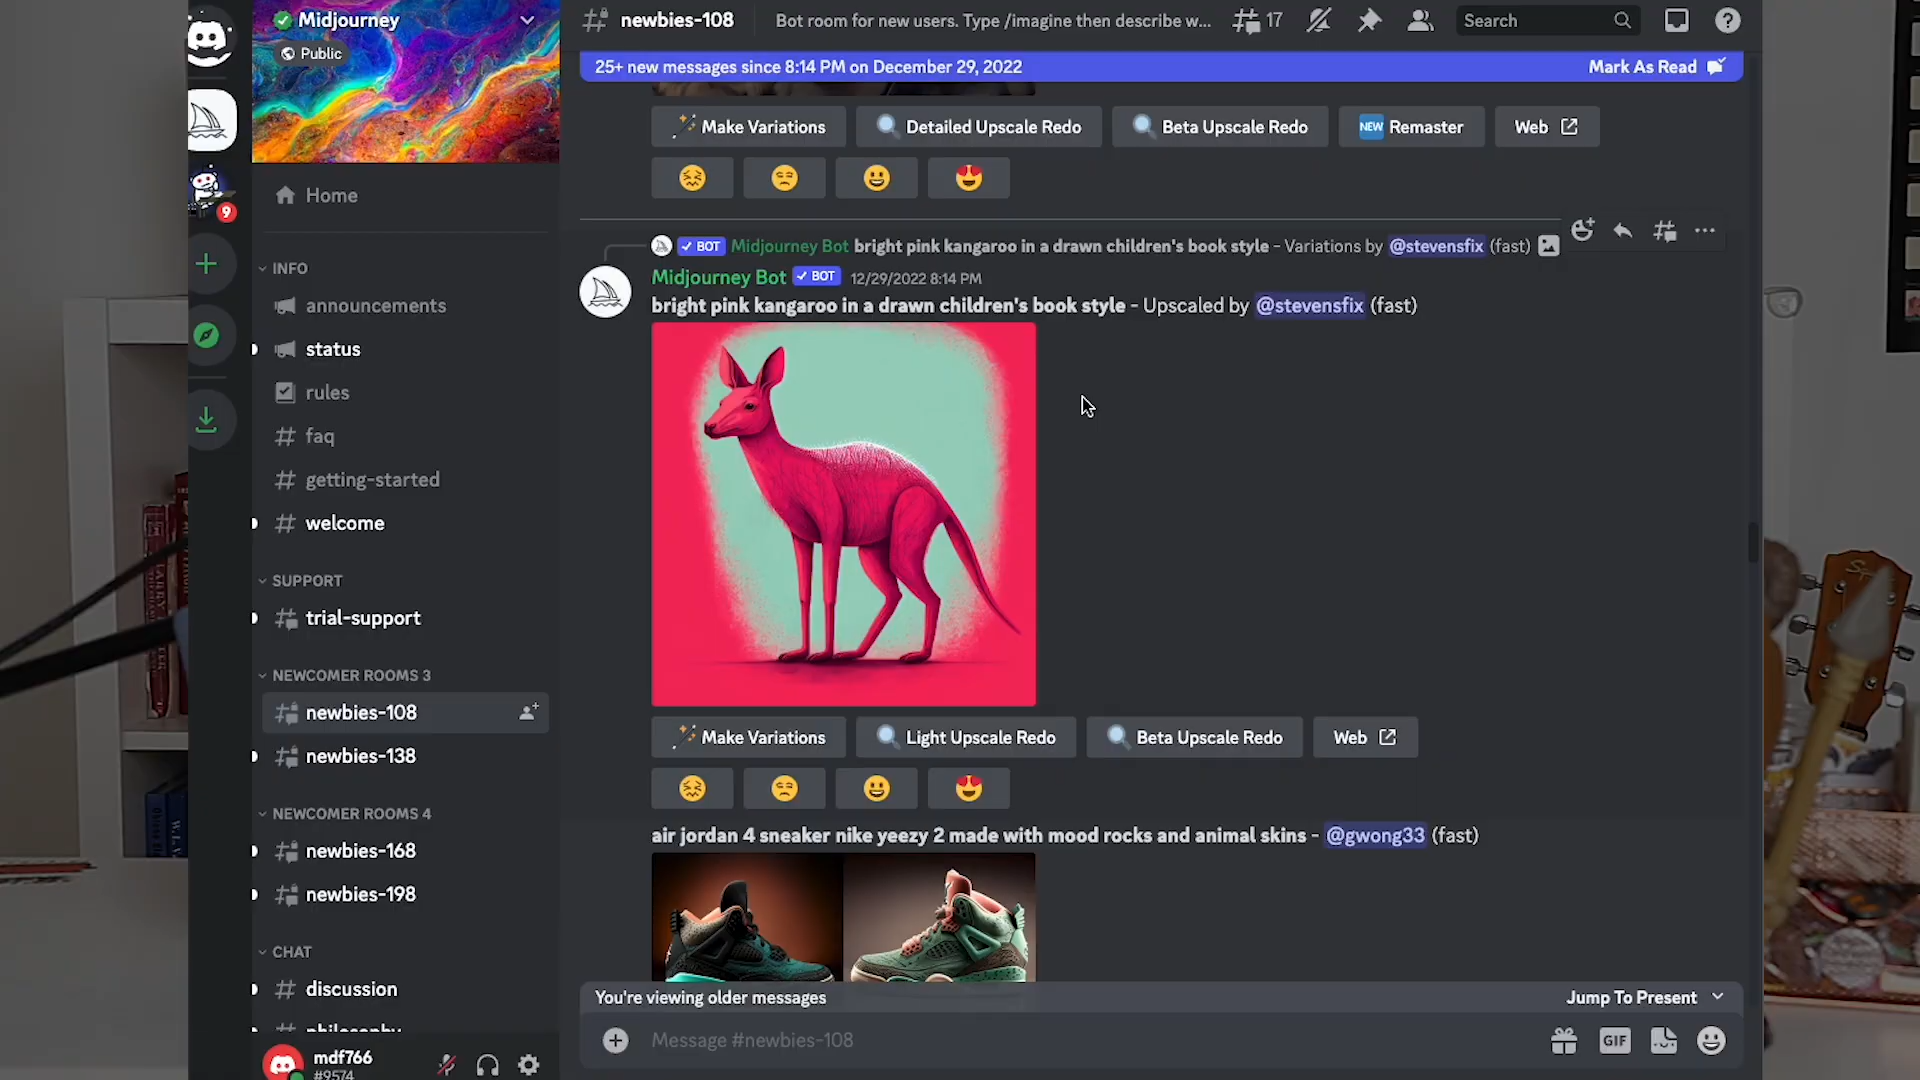 Midjourney
Public
newbies-108
Bot room for new users. Type /imagine then describe w...
17
Search
25+ new messages since 8:14 PM on December 29, 2022
Mark As Read
Make Variations
Detailed Upscale Redo
Beta Upscale Redo
NEW Remaster
Web
9
Home
BOT Midjourney Bot bright pink kangaroo in a drawn children's book style - Variations by @stevensfix (fast)
Midjourney Bot BOT 12/29/2022 8:14 PM
bright pink kangaroo in a drawn children's book style - Upscaled by @stevensfix (fast)
INFO
announcements
status
rules
faq
getting-started
welcome
SUPPORT
trial-support
NEWCOMER ROOMS 3
newbies-108
newbies-138
NEWCOMER ROOMS 4
newbies-168
newbies-198
CHAT
discussion
philosophy
Make Variations
Light Upscale Redo
Beta Upscale Redo
Web
air jordan 4 sneaker nike yeezy 2 made with mood rocks and animal skins - @gwong33 (fast)
You're viewing older messages
Jump To Present
Message #newbies-108
GIF
mdf766
#9574